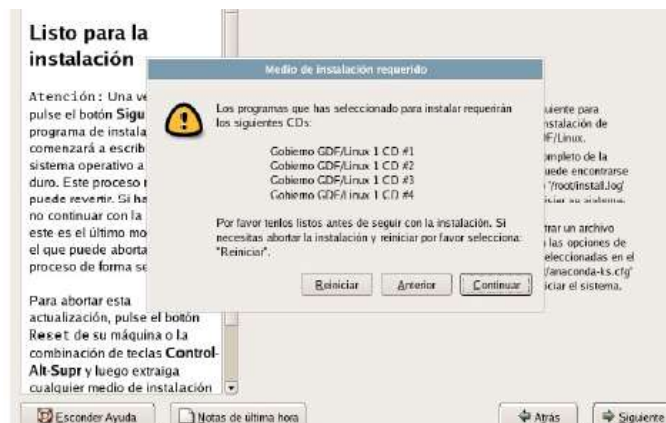 Listo para la
instalación
Atención: Una ve
pulse el botón Sigu
programa de instala
comenzará a escrib
sistema operativo a
duro. Este proceso
puede revertir. Si ha
no continuar con la
este es el último mo
el que puede aborta
proceso de forma se
Para abortar esta
actualización, pulse el botón
Reset de su máquina o la
combinación de teclas Control-
Alt-Supr y luego extraiga
cualquier medio de instalación
Medio de instalación requerido
Los programas que has seleccionado para instalar requerirán
los siguientes CDs:
Gobierno GDF/Linux 1 CD #1
Gobierno GDF/Linux 1 CD #2
Gobierno GDF/Linux 1 CD #3
Gobierno GDF/Linux 1 CD #4
Por favor tenlos listos antes de seguir con la instalación. Si
necesitas abortar la instalación y reiniciar por favor selecciona:
"Reiniciar".
Reiniciar
Anterior
Continuar
uiente para
nstalación de
F/Linux.
ompleto de la
uede encontrarse
'/root/install.log'
iciar su sistema.
trar un archivo
las opciones de
eleccionadas en el
/anaconda-ks.cfg'
iciar el sistema.
Esconder Ayuda
Notas de última hora
Atrás
Siguiente